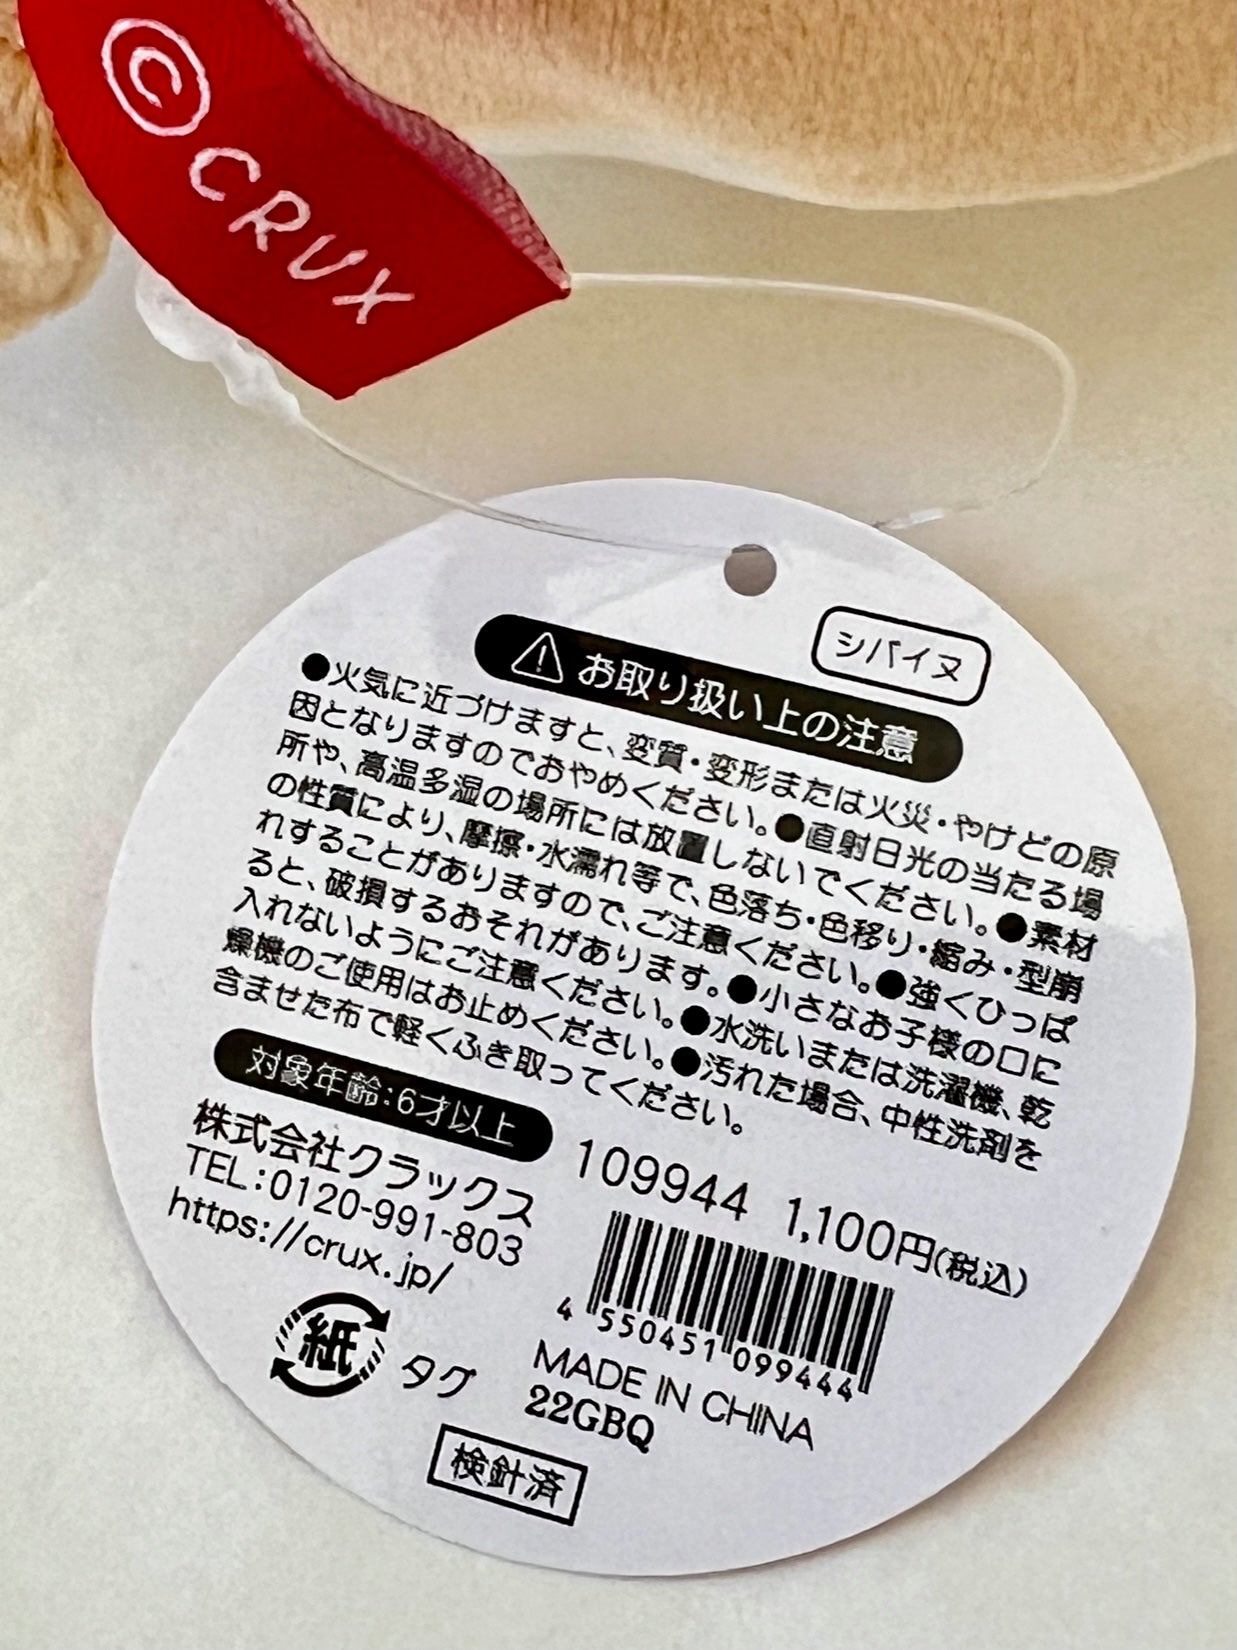 © CRUX
シバイヌ
お取り扱い上の注意
●火気に近づけますと、変質・変形または火災・やけどの原
因となりますのでおやめください。●直射日光の当たる場
所や、高温多湿の場所には放置しないでください。●素材
の性質により、摩擦・水濡れ等で、色落ち・色移り・縮み・型崩
れすることがありますので、ご注意ください。●強くひっぱ
ると、破損するおそれがあります。●小さなお子様の口に
入れないようにご注意ください。●水洗いまたは洗濯機、乾
燥機のご使用はお止めください。●汚れた場合、中性洗剤を
含ませた布で軽くふき取ってください。
対象年齢:6才以上
株式会社クラックス
TEL:0120-991-803
https://crux.jp/
109944 1,100円(税込)
4 550451 099444
MADE IN CHINA
22GBQ
紙 タグ
検針済